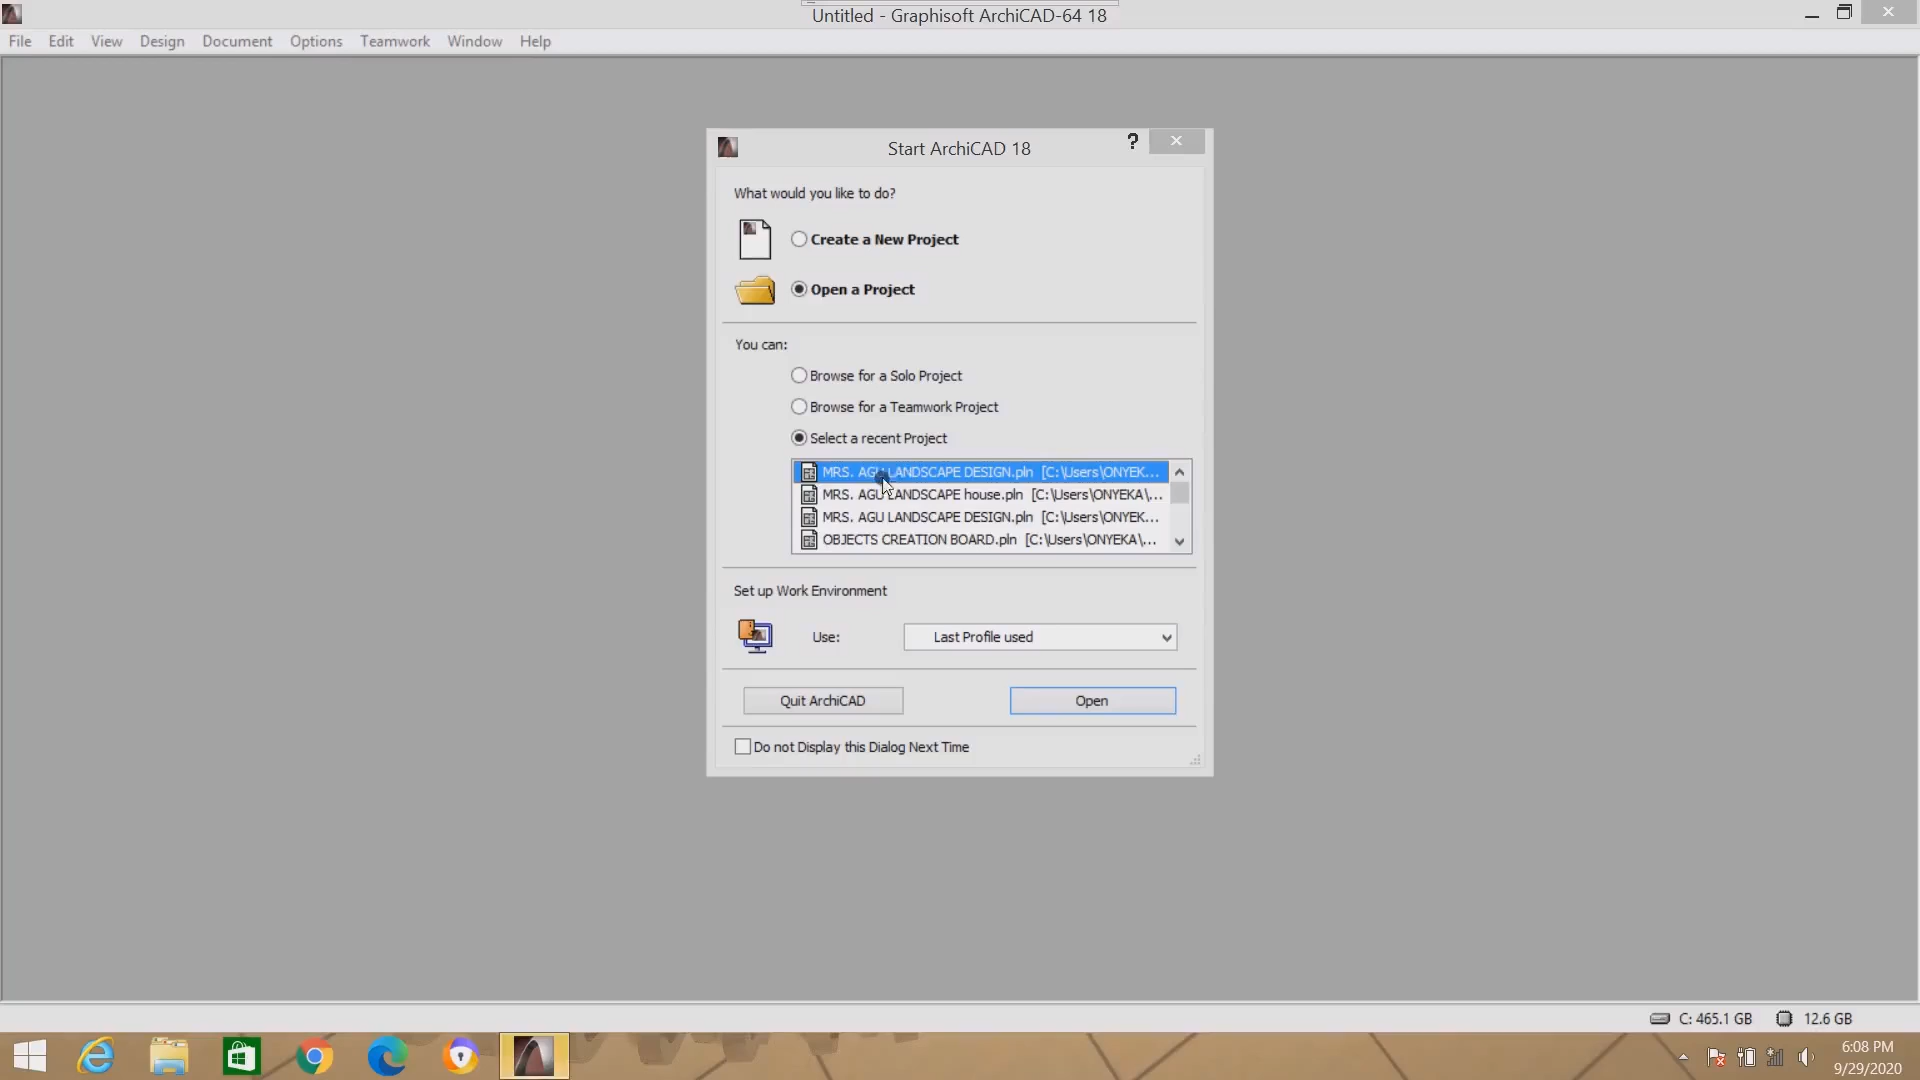 Untitled - Graphisoft ArchiCAD-64 18
File Edit View Design Document Options Teamwork Window Help
Start ArchiCAD 18
?
What would you like to do?
Create a New Project
Open a Project
You can:
Browse for a Solo Project
Browse for a Teamwork Project
Select a recent Project
MRS. AGU LANDSCAPE DESIGN.pln [C:\Users\ONYEK...
MRS. AGU LANDSCAPE house.pln [C:\Users\ONYEKA\...
MRS. AGU LANDSCAPE DESIGN.pln [C:\Users\ONYEK...
OBJECTS CREATION BOARD.pln [C:\Users\ONYEKA\...
Set up Work Environment
Use: Last Profile used
Quit ArchiCAD Open
Do not Display this Dialog Next Time
C: 465.1 GB 12.6 GB
6:08 PM
9/29/2020